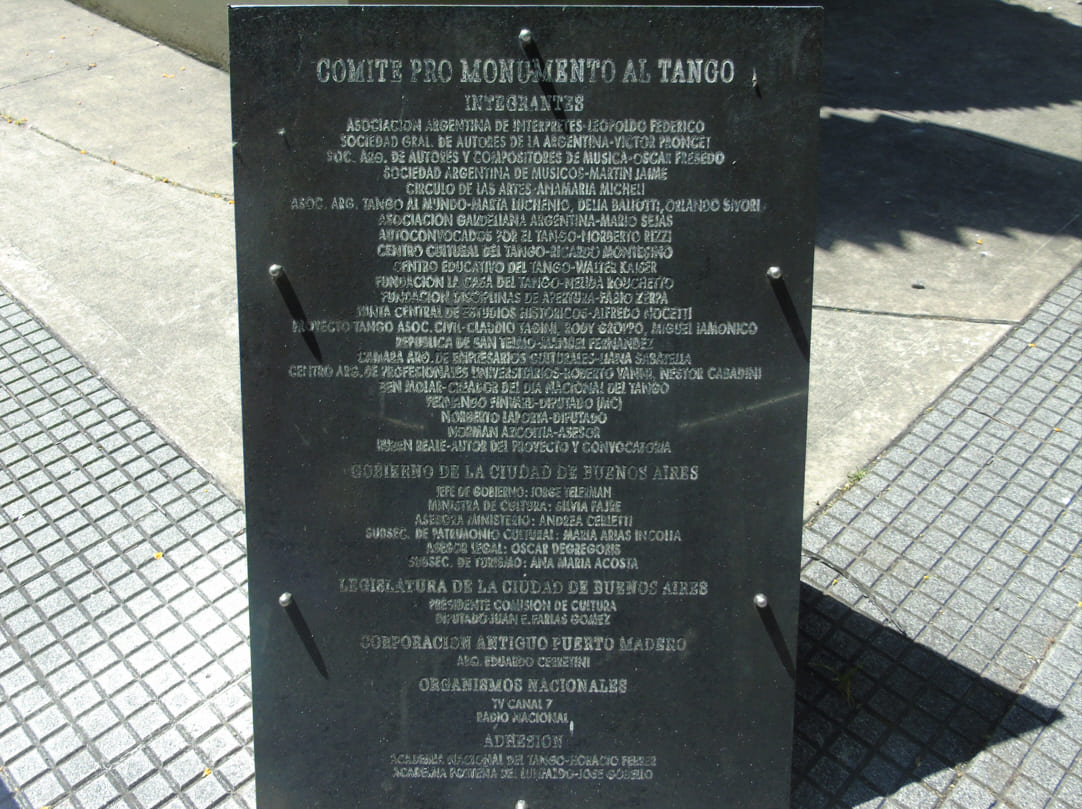 COMITE PRO MONUMENTO AL TANGO
INTEGRANTES
ASOCIACION ARGENTINA DE INTERPRETES-LEOPOLDO FEDERICO
SOCIEDAD GRAL. DE AUTORES DE LA ARGENTINA-VICTOR PRONCET
SOC. ARG. DE AUTORES Y COMPOSITORES DE MUSICA-OSCAR FRESEDO
SOCIEDAD ARGENTINA DE MUSICOS-MARTIN JAIME
CIRCULO DE LAS ARTES-ANAMARIA MICHELI
ASOC. ARG. TANGO AL MUNDO-MARTA LUCHENIO, DELIA BALIOTTI, ORLANDO SIVORI
ASOCIACION GARDELIANA ARGENTINA-MARIO SEJAS
AUTOCONVOCADOS POR EL TANGO-NORBERTO RIZZI
CENTRO CULTURAL DEL TANGO-RICARDO MONTESINO
CENTRO EDUCATIVO DEL TANGO-WALTER KAISER
FUNDACION LA CASA DEL TANGO-NELIDA ROUCHETTO
FUNDACION DISCIPLINAS DE APERTURA-FABIO ZERPA
JUNTA CENTRAL DE ESTUDIOS HISTORICOS-ALFREDO NOCETTI
PROYECTO TANGO ASOC. CIVIL-CLAUDIO TAGINI, RODY GROPPO, MIGUEL IAMONICO
REPUBLICA DE SAN TELMO-MANUEL FERNANDEZ
CAMARA ARG. DE EMPRESARIOS CULTURALES-LIANA SABATELLA
CENTRO ARG. DE PROFESIONALES UNIVERSITARIOS-ROBERTO VANNI, NESTOR CABADINI
BEN MOLAR-CREADOR DEL DIA NACIONAL DEL TANGO
FERNANDO FINVARB-DIPUTADO (MC)
NORBERTO LAPORTA-DIPUTADO
NORMAN AZCOITIA-ASESOR
RUBEN REALE-AUTOR DEL PROYECTO Y CONVOCATORIA
GOBIERNO DE LA CIUDAD DE BUENOS AIRES
JEFE DE GOBIERNO: JORGE TELERMAN
MINISTRA DE CULTURA: SILVIA FAJRE
ASESORA MINISTERIO: ANDREA CERLETTI
SUBSEC. DE PATRIMONIO CULTURAL: MARIA ARIAS INCOLLA
ASESOR LEGAL: OSCAR DEGREGORIS
SUBSEC. DE TURISMO: ANA MARIA ACOSTA
LEGISLATURA DE LA CIUDAD DE BUENOS AIRES
PRESIDENTE COMISION DE CULTURA
DIPUTADO JUAN E. FARIAS GOMEZ
CORPORACION ANTIGUO PUERTO MADERO
ARQ. EDUARDO CERRETINI
ORGANISMOS NACIONALES
TV CANAL 7
RADIO NACIONAL
ADHESION
ACADEMIA NACIONAL DEL TANGO-HORACIO FERRER
ACADEMIA PORTEÑA DEL LUNFARDO-JOSE GOBELLO